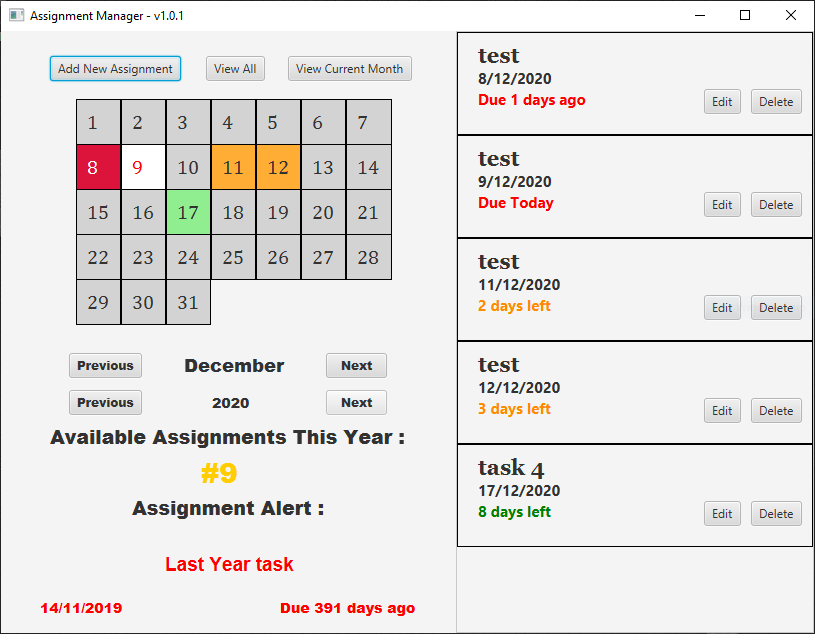 Assignment Manager - v1.0.1
Add New Assignment View All View Current Month
1 2 3 4 5 6 7
8 9 10 11 12 13 14
15 16 17 18 19 20 21
22 23 24 25 26 27 28
29 30 31
Previous December Next
Previous 2020 Next
Available Assignments This Year :
#9
Assignment Alert :
Last Year task
14/11/2019 Due 391 days ago
test
8/12/2020
Due 1 days ago
Edit Delete
test
9/12/2020
Due Today
Edit Delete
test
11/12/2020
2 days left
Edit Delete
test
12/12/2020
3 days left
Edit Delete
task 4
17/12/2020
8 days left
Edit Delete